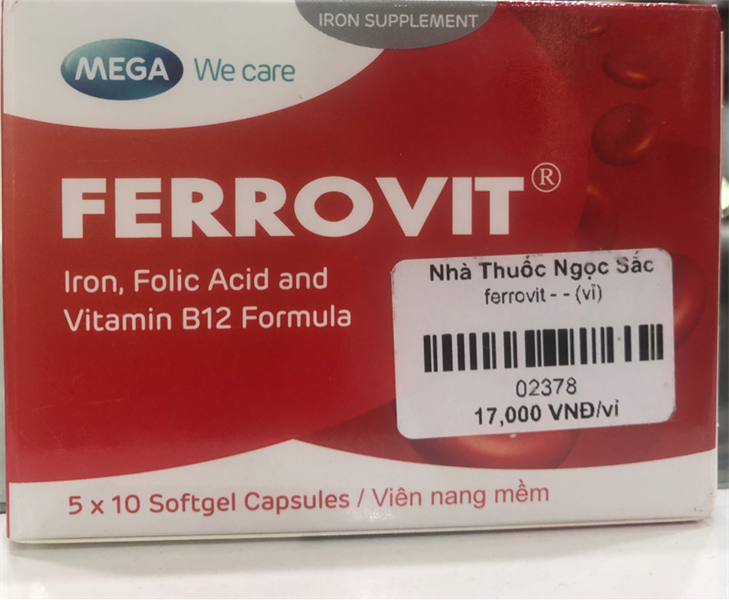 IRON SUPPLEMENT
MEGA We care
FERROVIT®
Iron, Folic Acid and
Vitamin B12 Formula
Nhà Thuốc Ngọc Sắc
ferrovit - - (vỉ)
02378
17,000 VNĐ/vỉ
5 x 10 Softgel Capsules / Viên nang mềm